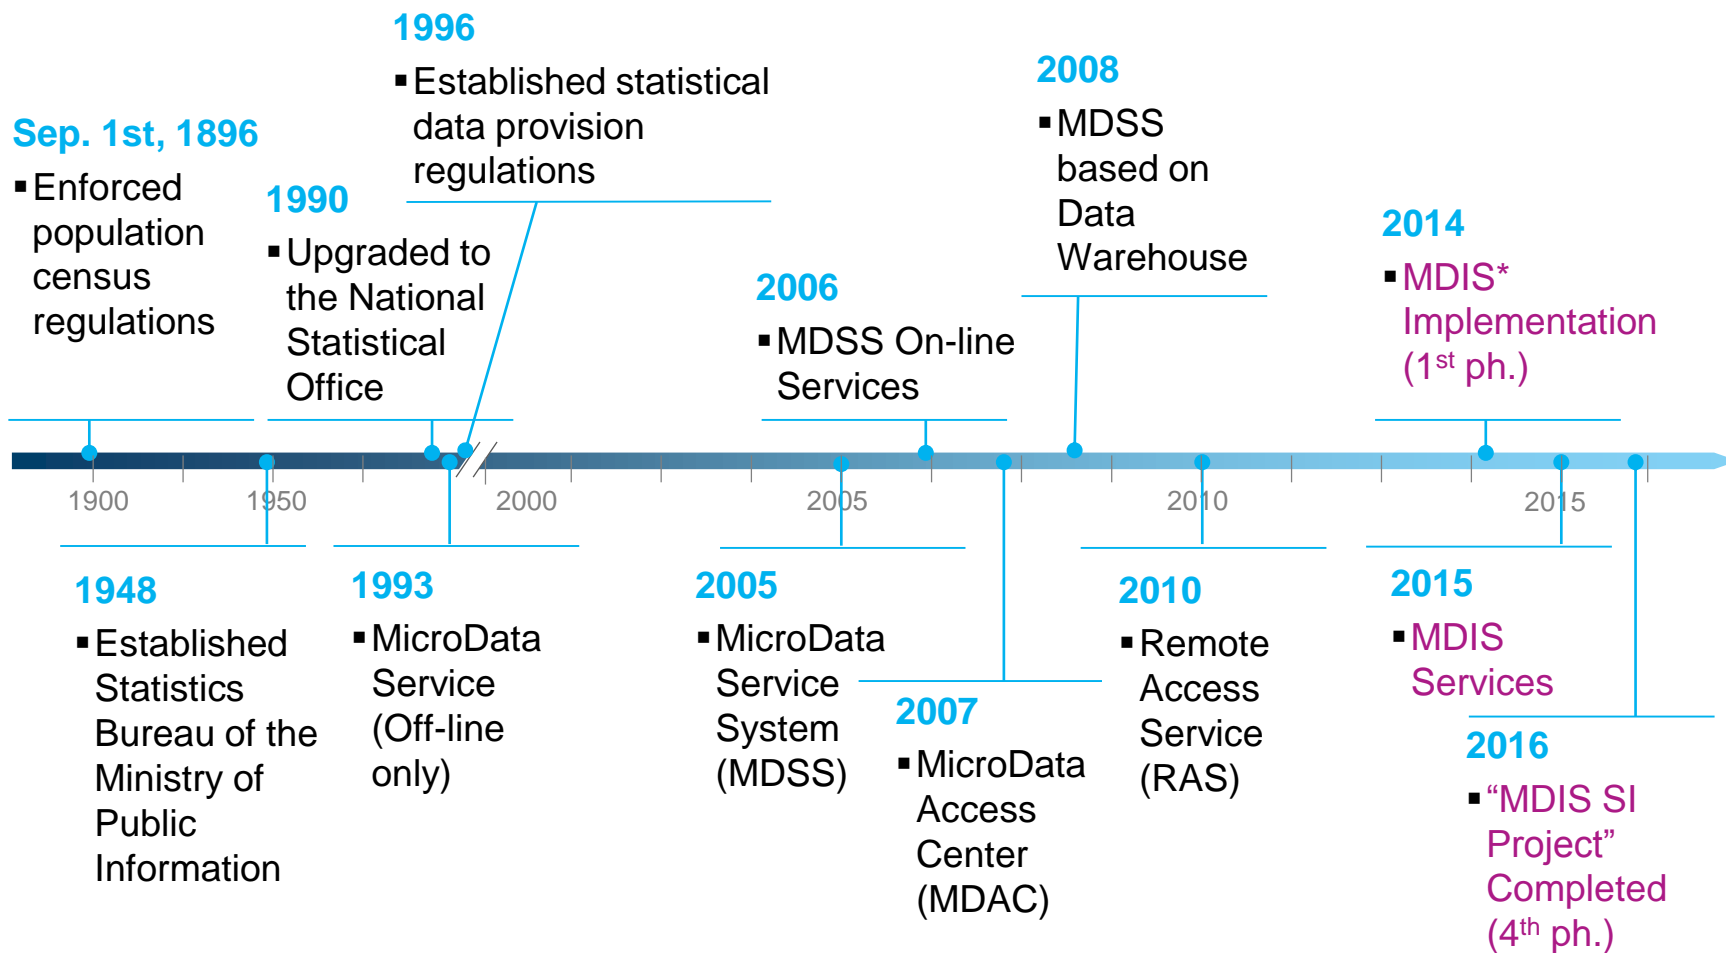 1996
▪Established statistical
data provision
regulations
Sep. 1st, 1896
▪Enforced
population
census
regulations
1990
▪Upgraded to
the National
Statistical
Office
2006
▪MDSS On-line
Services
2008
▪MDSS
based on
Data
Warehouse
2014
▪MDIS*
Implementation
(1st ph.)
1900 1950 2000 2005 2010 2015
1948
▪Established
Statistics
Bureau of the
Ministry of
Public
Information
1993
▪MicroData
Service
(Off-line
only)
2005
▪MicroData
Service
System
(MDSS)
2007
▪MicroData
Access
Center
(MDAC)
2010
▪Remote
Access
Service
(RAS)
2015
▪MDIS
Services
2016
▪“MDIS SI
Project”
Completed
(4th ph.)